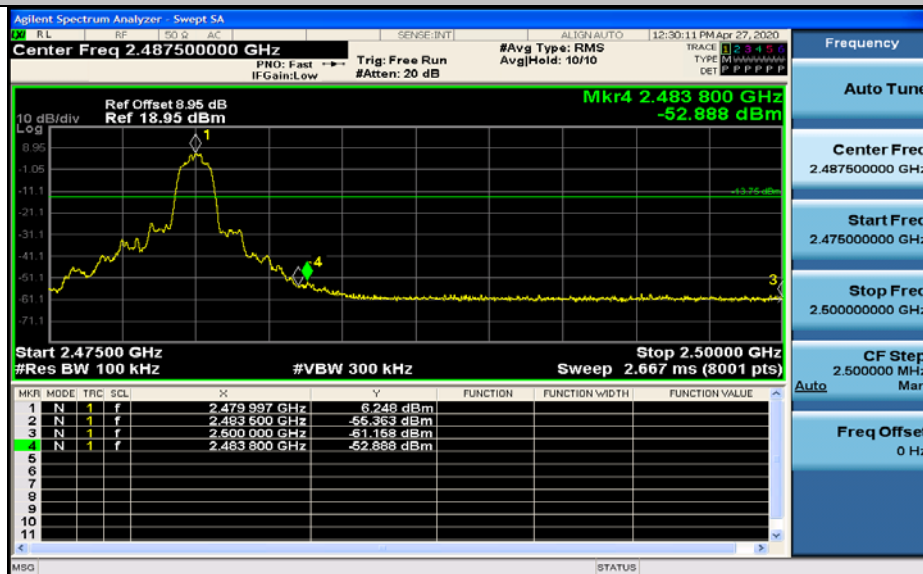 Agilent Spectrum Analyzer - Swept SA
LXI RL RF 50 Ω AC SENSE:INT ALIGN AUTO 12:30:11 PM Apr 27, 2020
Center Freq 2.487500000 GHz
PNO: Fast
IFGain:Low
Trig: Free Run
#Atten: 20 dB
#Avg Type: RMS
Avg|Hold: 10/10
TRACE 1 2 3 4 5 6
TYPE M
DET P P P P P P
Ref Offset 8.95 dB
10 dB/div Ref 18.95 dBm
Log
Mkr4 2.483 800 GHz
-52.888 dBm
1
8.95
-1.05
-11.1
-13.75 dBm
-21.1
-31.1
-41.1
4
-51.1
3
-61.1
-71.1
Start 2.47500 GHz Stop 2.50000 GHz
#Res BW 100 kHz #VBW 300 kHz Sweep 2.667 ms (8001 pts)
MKR MODE TRC SCL X Y FUNCTION FUNCTION WIDTH FUNCTION VALUE
1 N 1 f 2.479 997 GHz 6.248 dBm
2 N 1 f 2.483 500 GHz -55.363 dBm
3 N 1 f 2.500 000 GHz -61.158 dBm
4 N 1 f 2.483 800 GHz -52.888 dBm
5
6
7
8
9
10
11
MSG STATUS
Frequency
Auto Tune
Center Freq
2.487500000 GHz
Start Freq
2.475000000 GHz
Stop Freq
2.500000000 GHz
CF Step
2.500000 MHz
Auto Man
Freq Offset
0 Hz